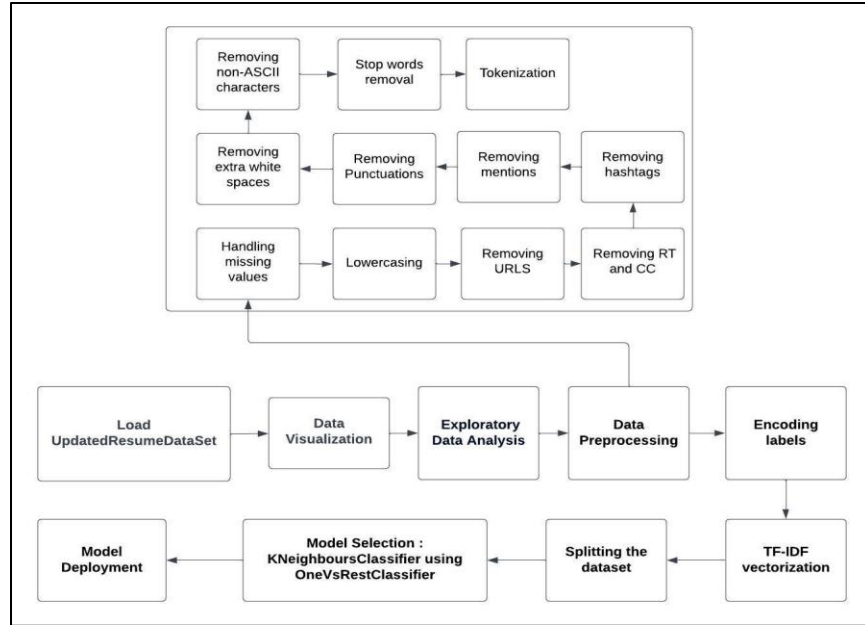 Removing
non-ASCII
characters
Stop words
removal
Tokenization
Removing
extra white
spaces
Removing
Punctuations
Removing
mentions
Removing
hashtags
Handling
missing
values
Lowercasing
Removing
URLS
Removing RT
and CC
Load
UpdatedResumeDataSet
Data
Visualization
Exploratory
Data Analysis
Data
Preprocessing
Encoding
labels
Model
Deployment
Model Selection :
KNeighboursClassifier using
OneVsRestClassifier
Splitting the
dataset
TF-IDF
vectorization